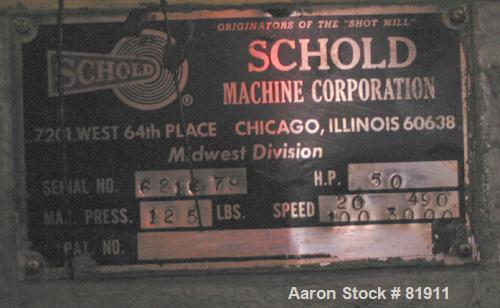 ORIGINATORS OF THE "SHOT MILL"
SCHOLD ®
SCHOLD
MACHINE CORPORATION
7201 WEST 64th PLACE CHICAGO, ILLINOIS 60638
Midwest Division
SERIAL NO. H.P. 50
MAX. PRESS. 125 LBS. SPEED 20 490
100 3000
PAT. NO.
Aaron Stock # 81911